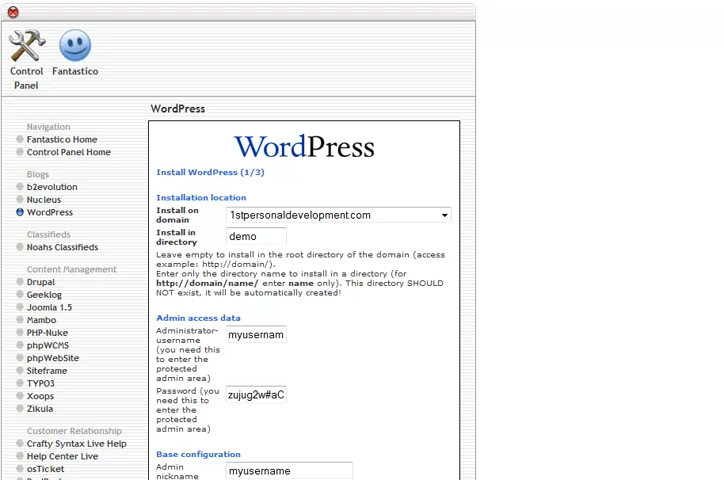 Control Panel
Fantastico
Navigation
Fantastico Home
Control Panel Home
Blogs
b2evolution
Nucleus
WordPress
Classifieds
Noahs Classifieds
Content Management
Drupal
Geeklog
Joomla 1.5
Mambo
PHP-Nuke
phpWCMS
phpWebSite
Siteframe
TYPO3
Xoops
Zikula
Customer Relationship
Crafty Syntax Live Help
Help Center Live
osTicket
WordPress
WordPress
Install WordPress (1/3)
Installation location
Install on domain
1stpersonaldevelopment.com
Install in directory
demo
Leave empty to install in the root directory of the domain (access
example: http://domain/).
Enter only the directory name to install in a directory (for
http://domain/name/ enter name only). This directory SHOULD
NOT exist, it will be automatically created!
Admin access data
Administrator-
username
(you need this
to enter the
protected
admin area)
myusernam
Password (you
need this to
enter the
protected
admin area)
zujug2w#aC
Base configuration
Admin
nickname
myusername